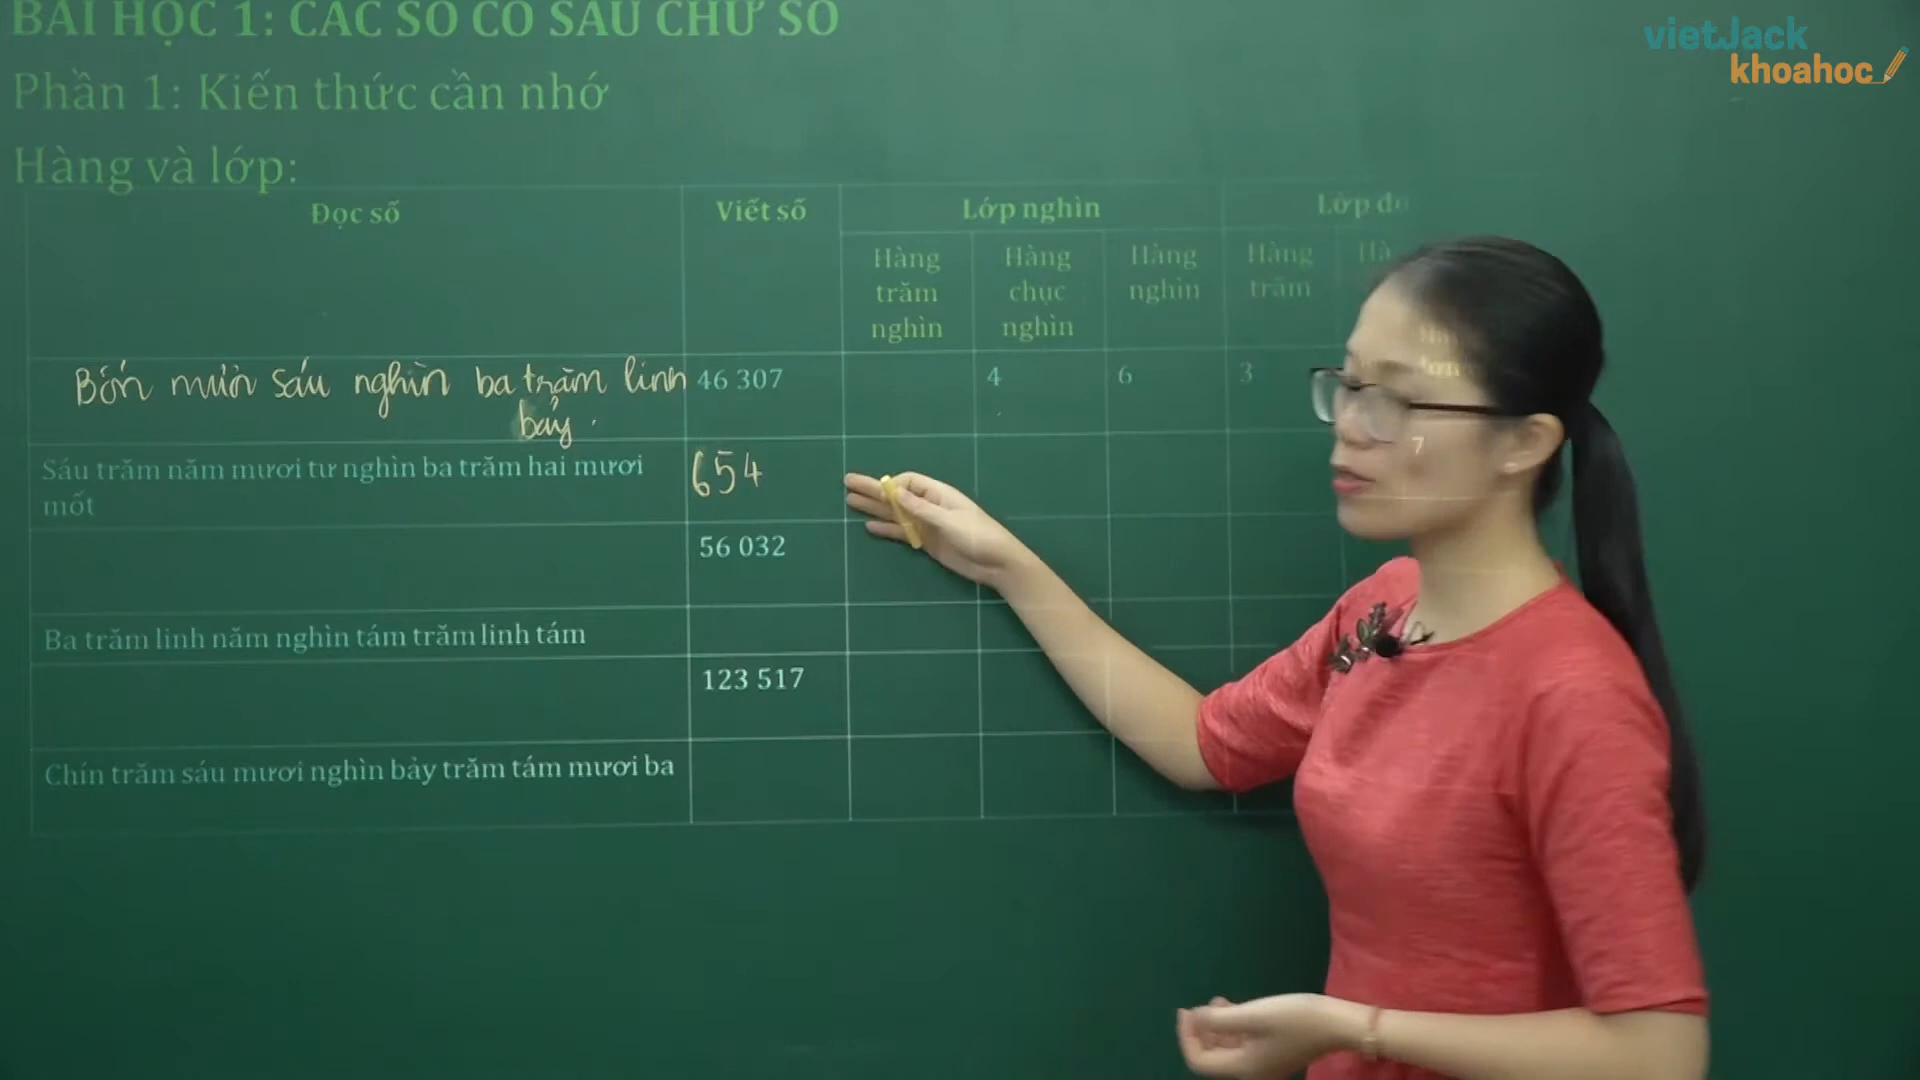 vietJack
khoahoc
BÀI HỌC 1: CÁC SỐ CÓ SÁU CHỮ SỐ
Phần 1: Kiến thức cần nhớ
Hàng và lớp:
Đọc số Viết số Lớp nghìn Lớp
Hàng trăm nghìn Hàng chục nghìn Hàng nghìn Hàng trăm
Bốn mươi sáu nghìn ba trăm linh 46 307 4 6 3
bảy. 7
Sáu trăm năm mươi tư nghìn ba trăm hai mươi 654
mốt
56 032
Ba trăm linh năm nghìn tám trăm linh tám
123 517
Chín trăm sáu mươi nghìn bảy trăm tám mươi ba